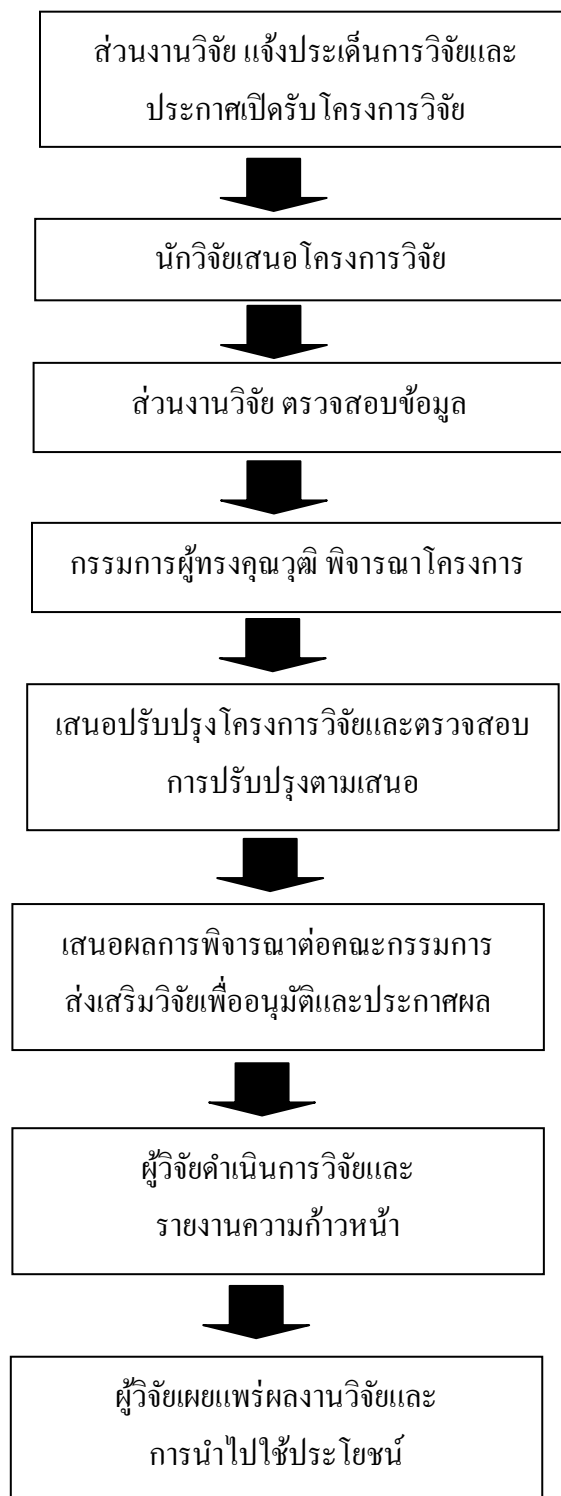 ส่วนงานวิจัย แจ้งประเด็นการวิจัยและ
ประกาศเปิดรับโครงการวิจัย
นักวิจัยเสนอโครงการวิจัย
ส่วนงานวิจัย ตรวจสอบข้อมูล
กรรมการผู้ทรงคุณวุฒิ พิจารณาโครงการ
เสนอปรับปรุงโครงการวิจัยและตรวจสอบ
การปรับปรุงตามเสนอ
เสนอผลการพิจารณาต่อคณะกรรมการ
ส่งเสริมวิจัยเพื่ออนุมัติและประกาศผล
ผู้วิจัยดำเนินการวิจัยและ
รายงานความก้าวหน้า
ผู้วิจัยเผยแพร่ผลงานวิจัยและ
การนำไปใช้ประโยชน์